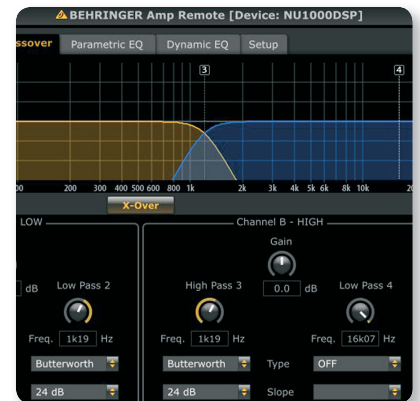 BEHRINGER Amp Remote [Device: NU1000DSP]
ssover Parametric EQ Dynamic EQ Setup
3 4
00 200 300 400 500 600 800 1k 2k 3k 4k 5k 6k 8k 10k 20
X-Over
LOW Channel B - HIGH
Gain
dB Low Pass 2 High Pass 3 0.0 dB Low Pass 4
Freq. 1k19 Hz Freq. 1k19 Hz Freq. 16k07 Hz
Butterworth Butterworth Type OFF
24 dB 24 dB Slope